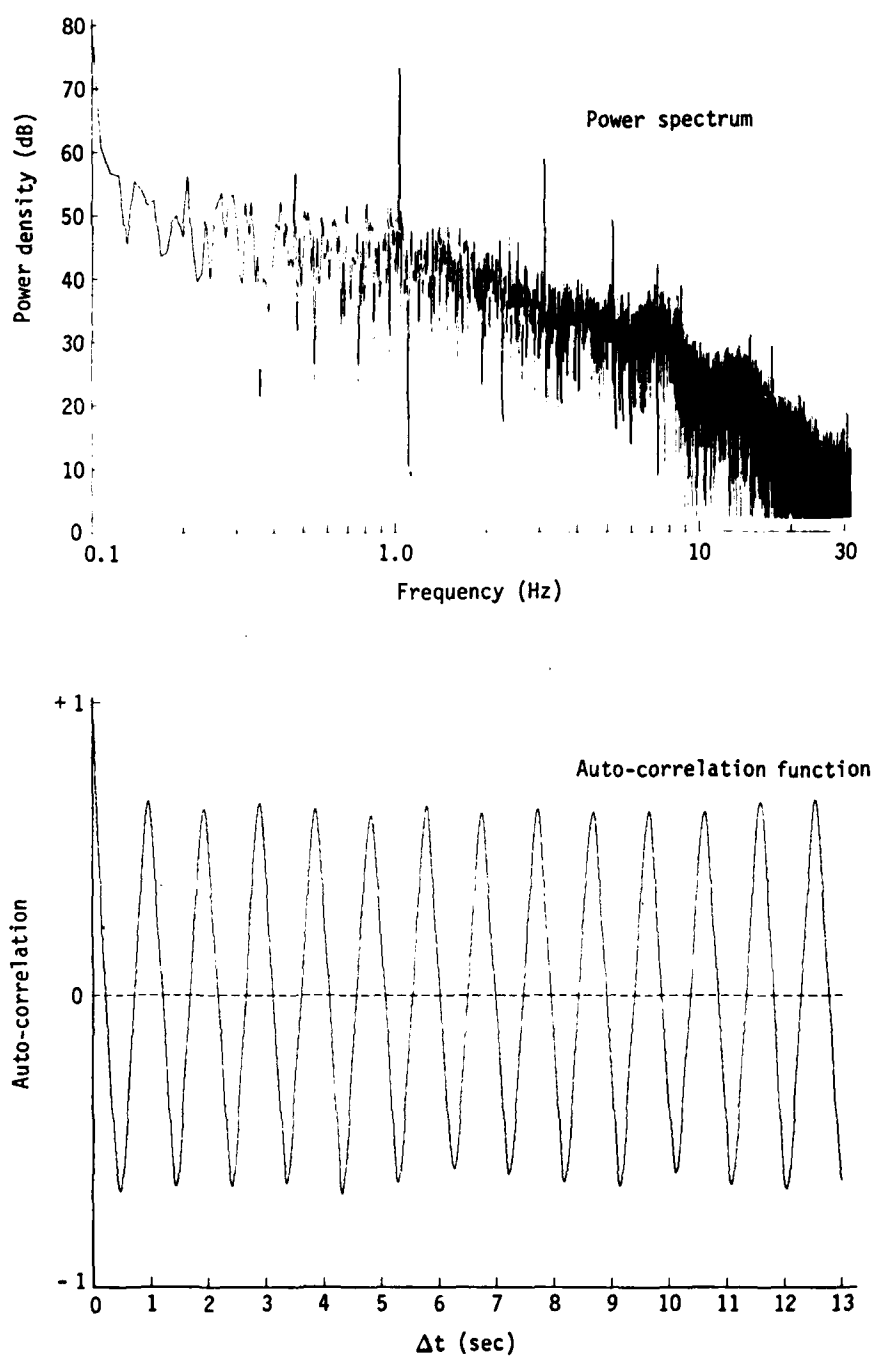 80
70
60
50
40
30
20
10
0
Power density (dB)
Power spectrum
0.1 1.0 10 30
Frequency (Hz)
+ 1
0
- 1
Auto-correlation
Auto-correlation function
0 1 2 3 4 5 6 7 8 9 10 11 12 13
Δt (sec)